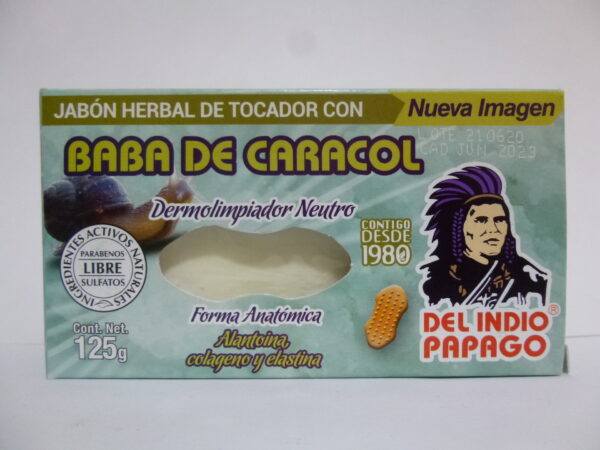 JABÓN HERBAL DE TOCADOR CON
Nueva Imagen
LOTE 210620
CAD JUN 2023
BABA DE CARACOL
Dermolimpiador Neutro
CONTIGO
DESDE
1980
INGREDIENTES ACTIVOS NATURALES
PARABENOS
LIBRE
SULFATOS
Forma Anatómica
Alantoina,
colageno y elastina
Cont. Net.
125g
DEL INDIO
PAPAGO®